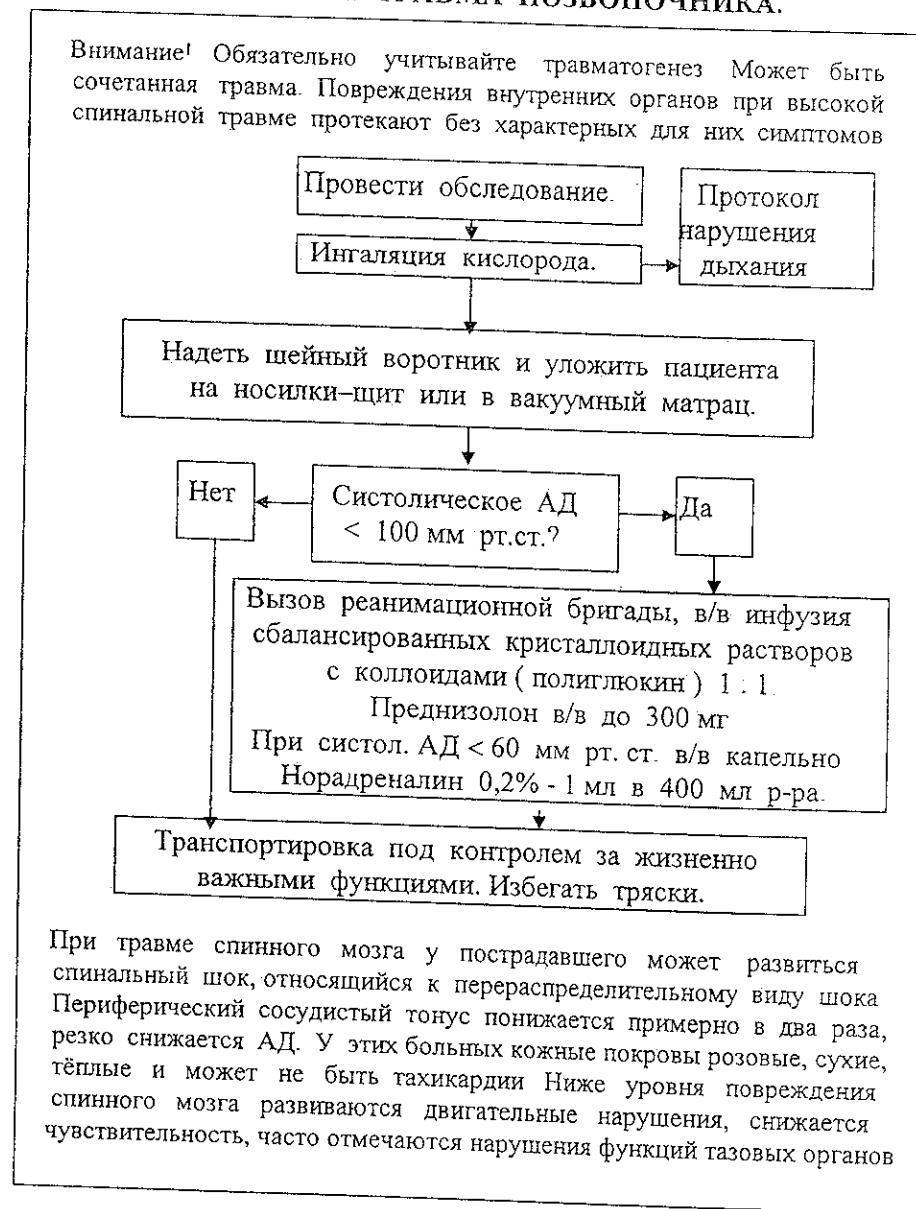 ТРАВМА ПОЗВОНОЧНИКА.
Внимание! Обязательно учитывайте травматогенез Может быть
сочетанная травма. Повреждения внутренних органов при высокой
спинальной травме протекают без характерных для них симптомов
Провести обследование.
Протокол
нарушения
дыхания
Ингаляция кислорода.
Надеть шейный воротник и уложить пациента
на носилки–щит или в вакуумный матрац.
Нет
Систолическое АД
< 100 мм рт.ст.?
Да
Вызов реанимационной бригады, в/в инфузия
сбалансированных кристаллоидных растворов
с коллоидами ( полиглюкин ) 1 : 1.
Преднизолон в/в до 300 мг
При систол. АД < 60 мм рт. ст. в/в капельно
Норадреналин 0,2% - 1 мл в 400 мл р-ра.
Транспортировка под контролем за жизненно
важными функциями. Избегать тряски.
При травме спинного мозга у пострадавшего может развиться
спинальный шок, относящийся к перераспределительному виду шока
Периферический сосудистый тонус понижается примерно в два раза,
резко снижается АД. У этих больных кожные покровы розовые, сухие,
тёплые и может не быть тахикардии Ниже уровня повреждения
спинного мозга развиваются двигательные нарушения, снижается
чувствительность, часто отмечаются нарушения функций тазовых органов